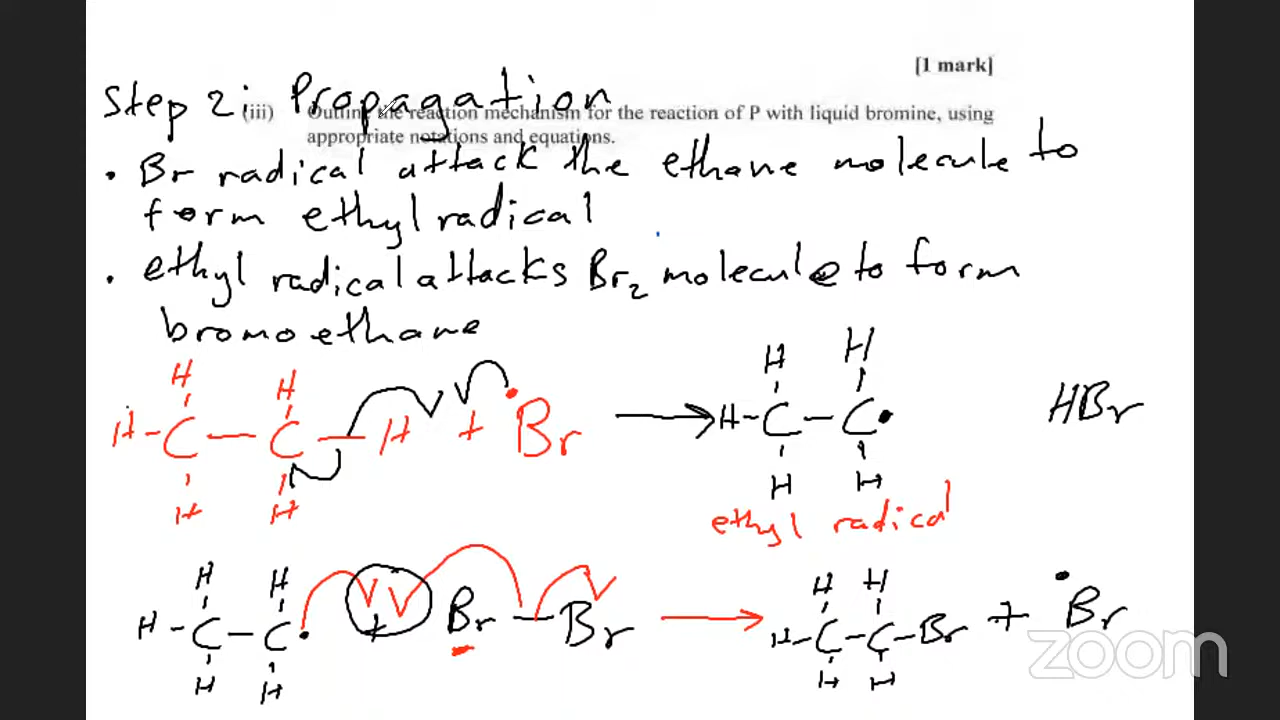 [1 mark]
Step 2: Propagation
(iii) Outline the reaction mechanism for the reaction of P with liquid bromine, using
appropriate notations and equations.
• Br radical attack the ethane molecule to
form ethyl radical
• ethyl radical attacks Br2 molecule to form
bromoethane
H H H H
H - C — C — H + •Br → H - C — C• HBr
H H H H
ethyl radical
H H H H
H - C — C• + Br — Br → H - C - C - Br + •Br
H H H H
zoom